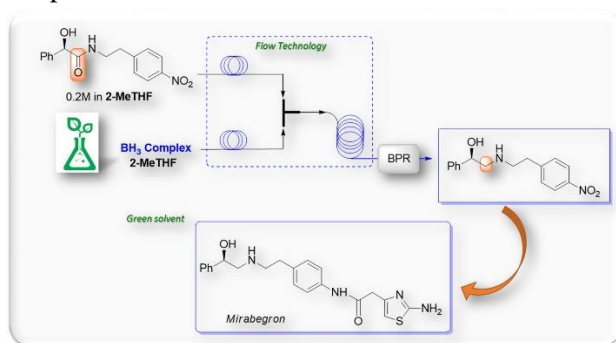 Flow Technology
OH
H
N
Ph
O
NO2
0.2M in 2-MeTHF
BH3 Complex
2-MeTHF
BPR
OH
H
N
Ph
NO2
Green solvent
OH
H
N
Ph
NH
O
N
S
NH2
Mirabegron